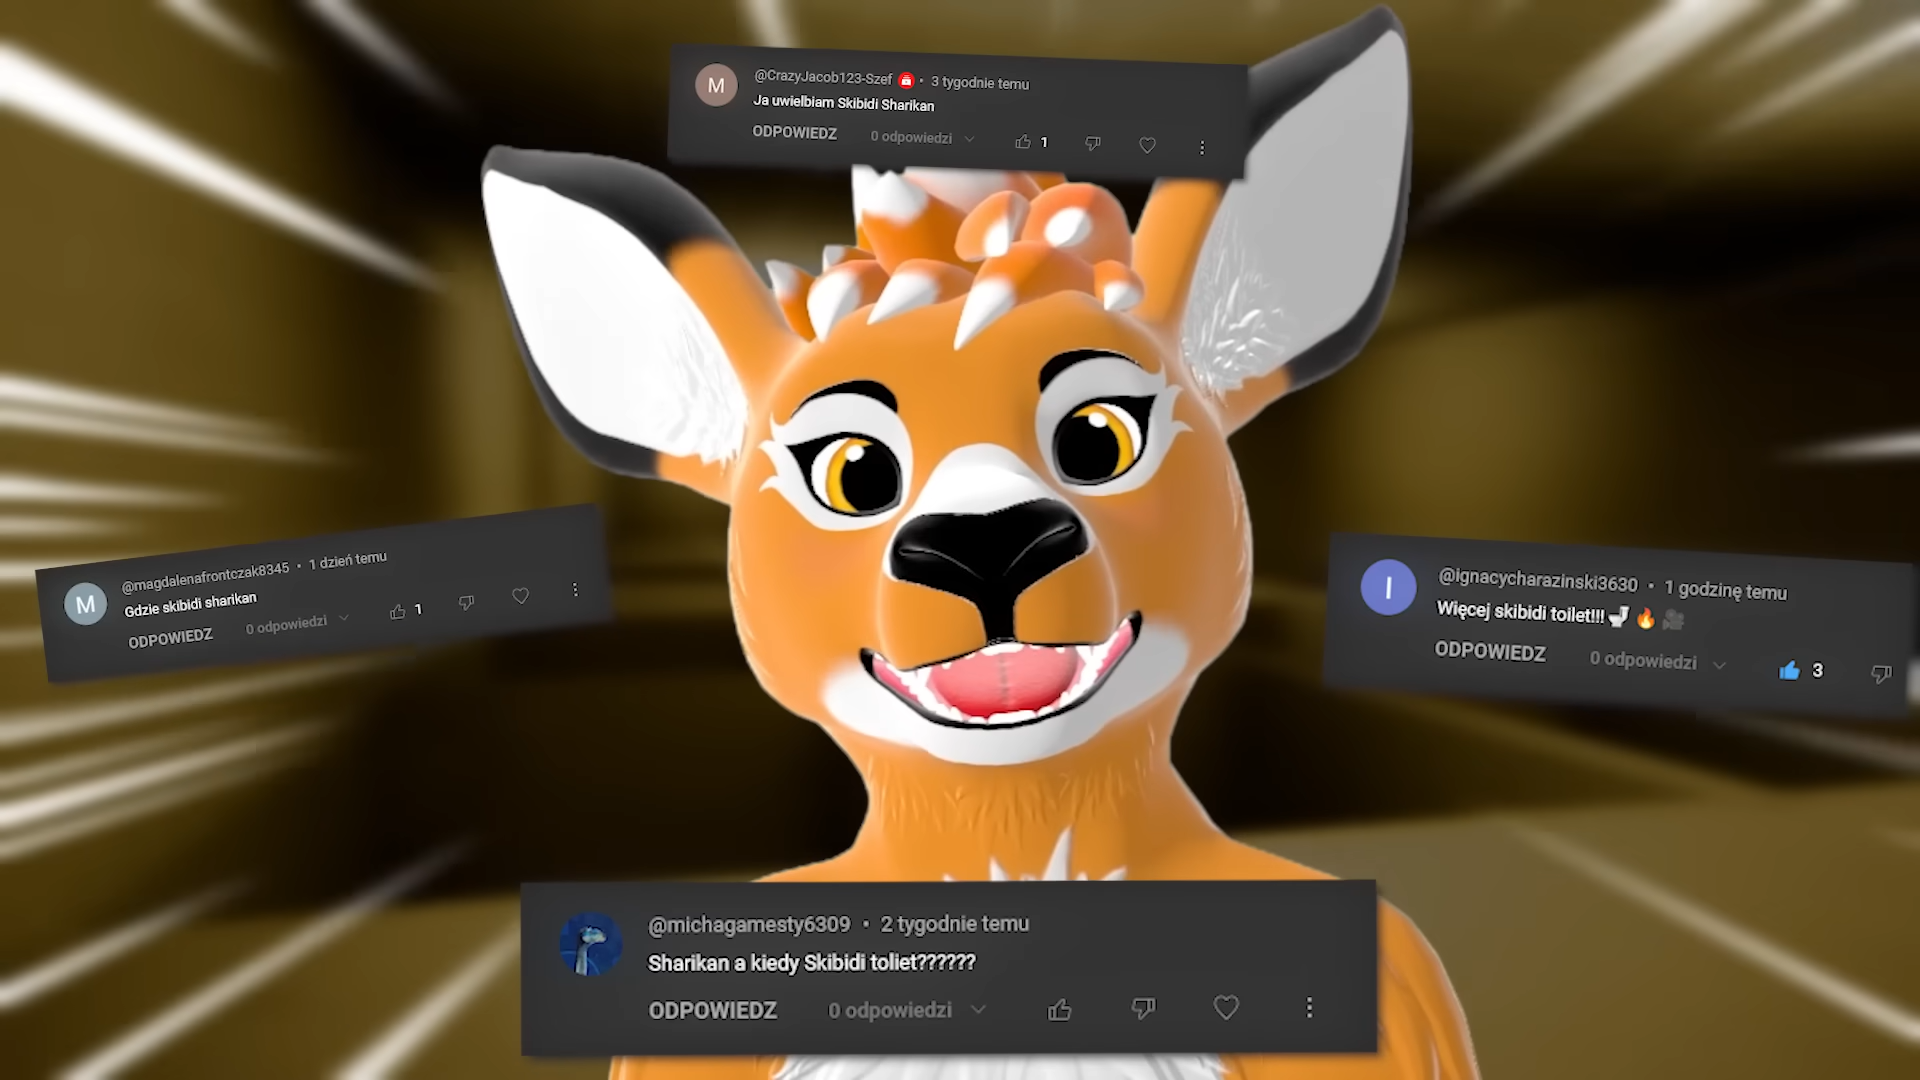 @CrazyJacob123-Szef • 3 tygodnie temu
Ja uwielbiam Skibidi Sharikan
ODPOWIEDZ 0 odpowiedzi 1
M
@magdalenafrontczak8345 • 1 dzień temu
Gdzie skibidi sharikan
ODPOWIEDZ 0 odpowiedzi 1
M
@ignacycharazinski3630 • 1 godzinę temu
Więcej skibidi toilet!!!🚽🔥🎥
ODPOWIEDZ 0 odpowiedzi 3
I
@michagamesty6309 • 2 tygodnie temu
Sharikan a kiedy Skibidi toliet??????
ODPOWIEDZ 0 odpowiedzi